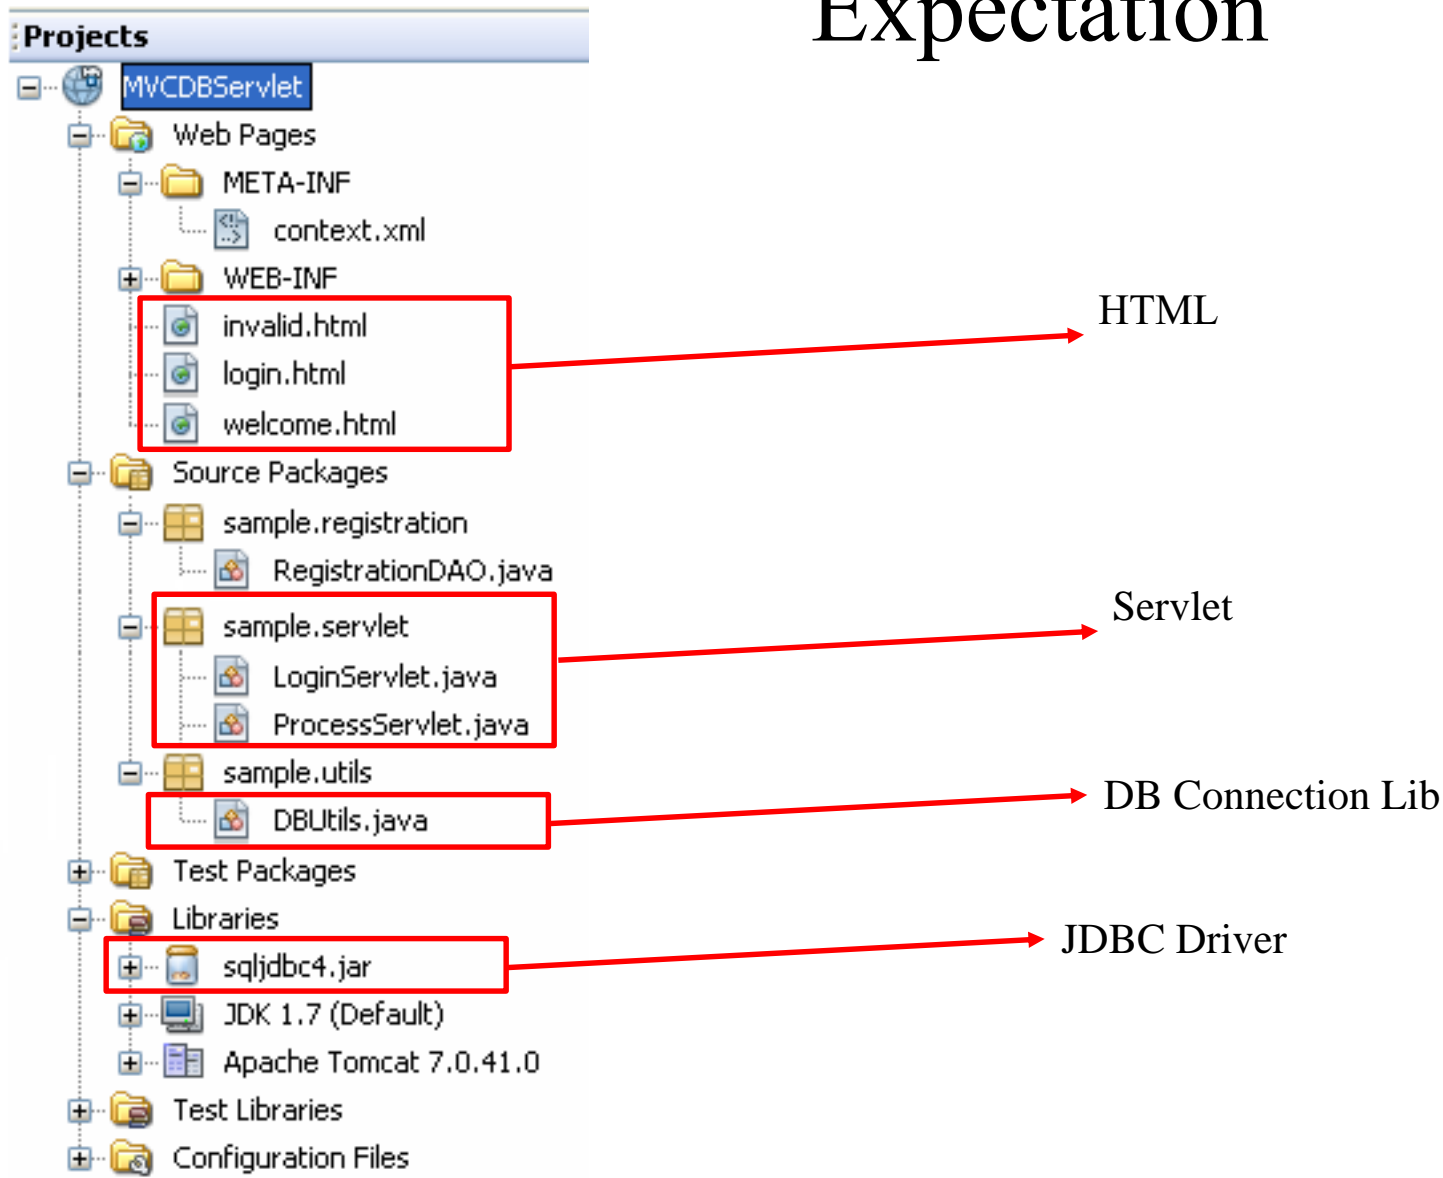 Expectation
Projects
MVCDBServlet
Web Pages
META-INF
context.xml
WEB-INF
invalid.html
login.html
welcome.html
Source Packages
sample.registration
RegistrationDAO.java
sample.servlet
LoginServlet.java
ProcessServlet.java
sample.utils
DBUtils.java
Test Packages
Libraries
sqljdbc4.jar
JDK 1.7 (Default)
Apache Tomcat 7.0.41.0
Test Libraries
Configuration Files
HTML
Servlet
DB Connection Lib
JDBC Driver